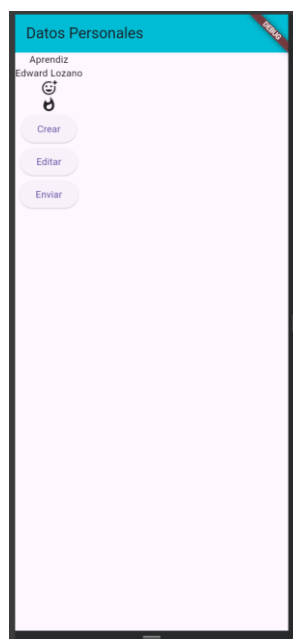 Datos Personales
DEBUG
Aprendiz
Edward Lozano
Crear
Editar
Enviar